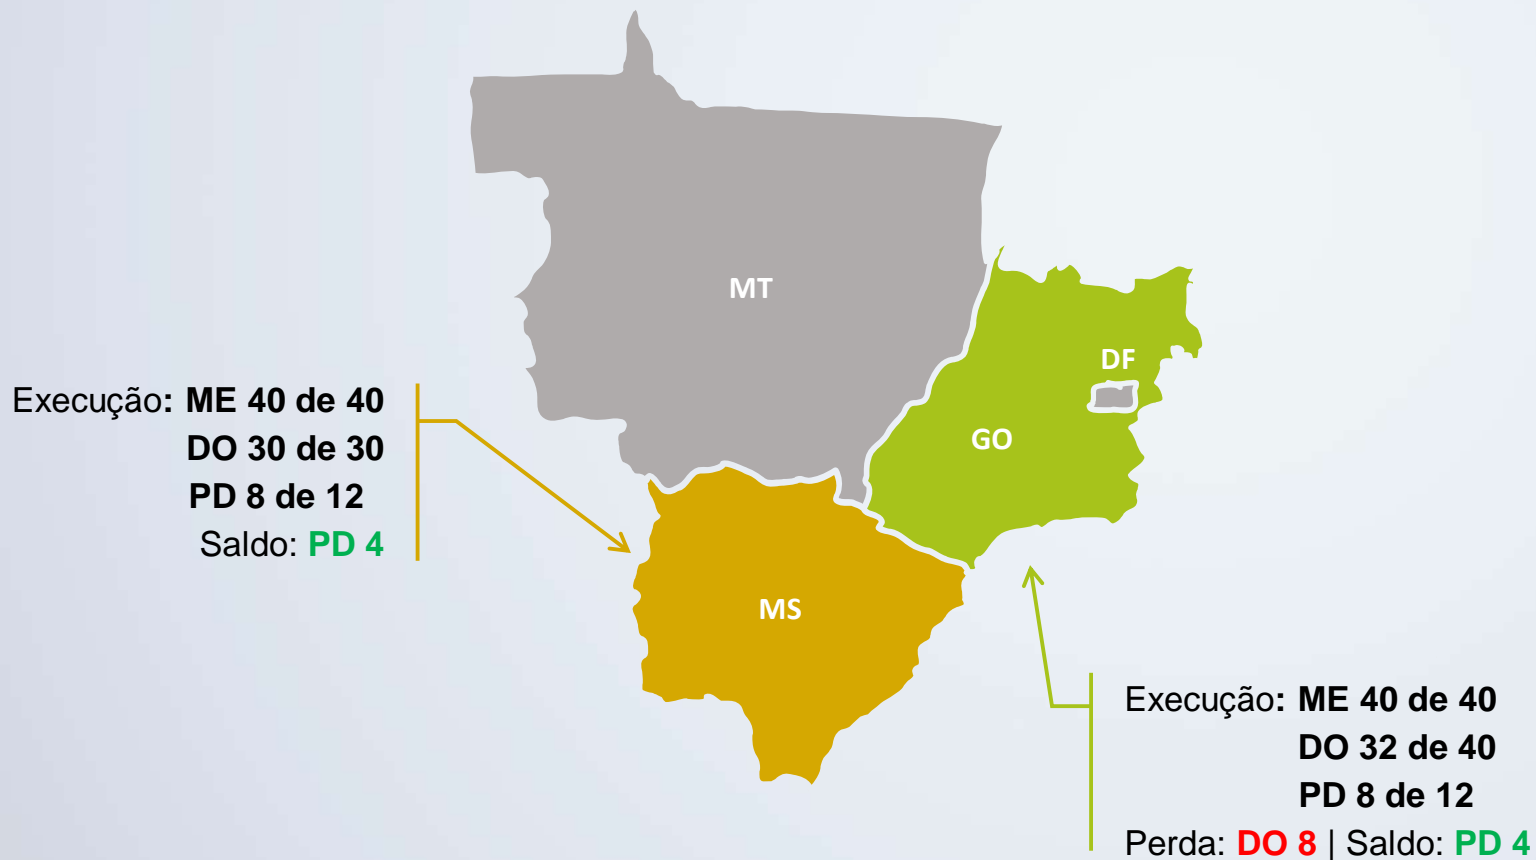 MT
DF
GO
Execução: ME 40 de 40
DO 30 de 30
PD 8 de 12
Saldo: PD 4
MS
Execução: ME 40 de 40
DO 32 de 40
PD 8 de 12
Perda: DO 8 | Saldo: PD 4